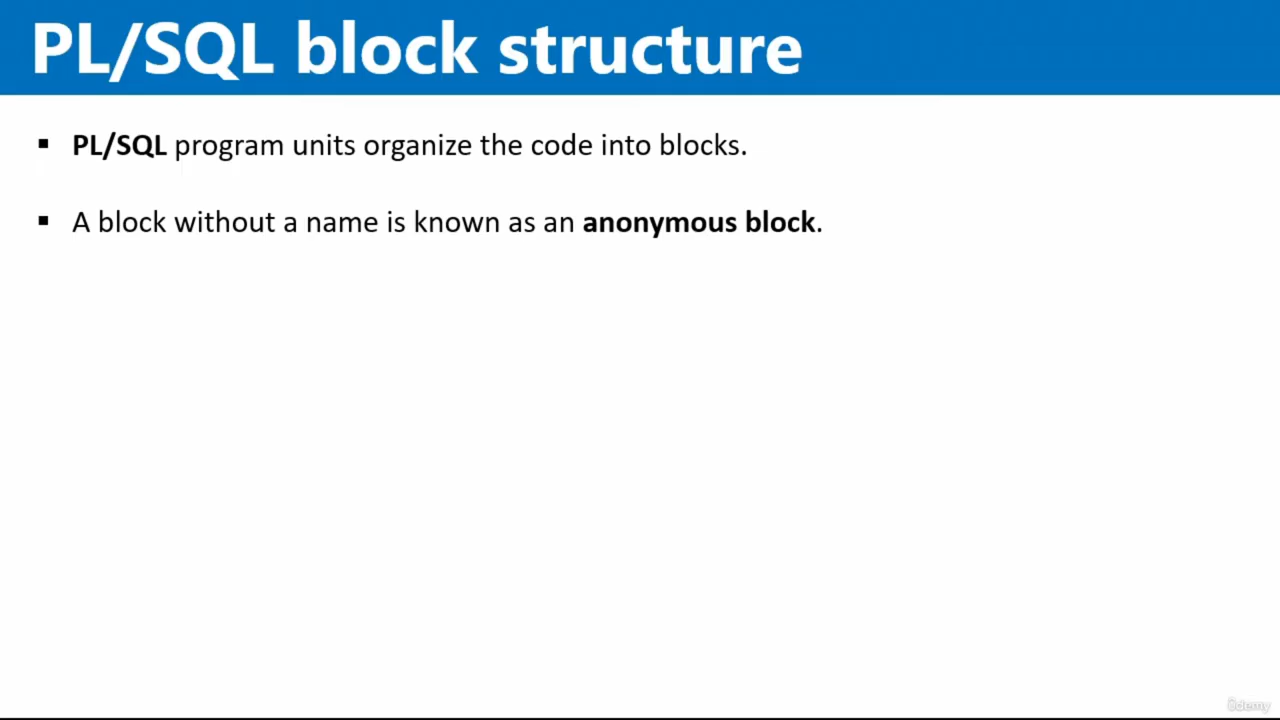 PL/SQL block structure
▪ PL/SQL program units organize the code into blocks.
▪ A block without a name is known as an anonymous block.
ûdemy